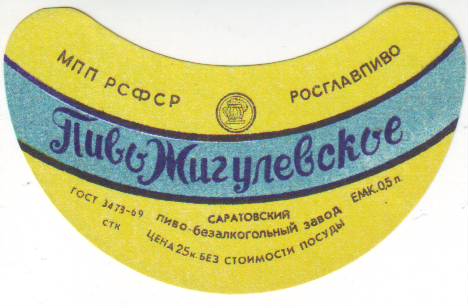 МПП РСФСР
РОСГЛАВПИВО
Пиво Жигулевское
ГОСТ 3473-69
САРАТОВСКИЙ
ЕМК. 0,5 л.
СТК
ПИВО-БЕЗАЛКОГОЛЬНЫЙ ЗАВОД
ЦЕНА 25к. БЕЗ СТОИМОСТИ ПОСУДЫ